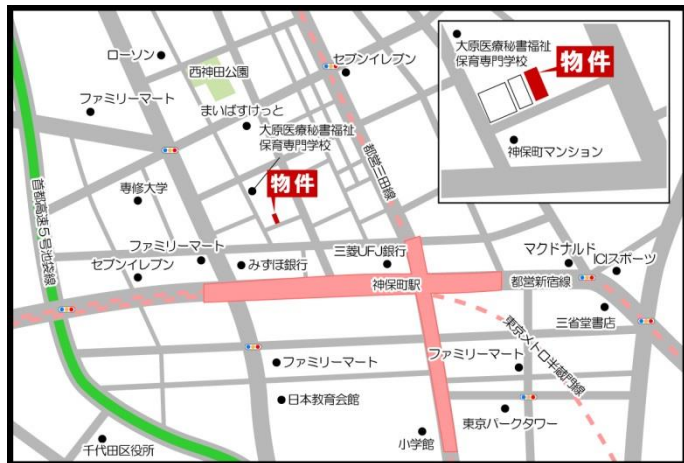 ローソン
西神田公園
セブンイレブン
ファミリーマート
まいばすけっと
大原医療秘書福祉
保育専門学校
物件
都営三田線
専修大学
首都高速5号池袋線
ファミリーマート
セブンイレブン
みずほ銀行
三菱UFJ銀行
神保町駅
マクドナルド
ICIスポーツ
都営新宿線
三省堂書店
東京メトロ半蔵門線
ファミリーマート
ファミリーマート
日本教育会館
東京パークタワー
小学館
千代田区役所
大原医療秘書福祉
保育専門学校
物件
神保町マンション